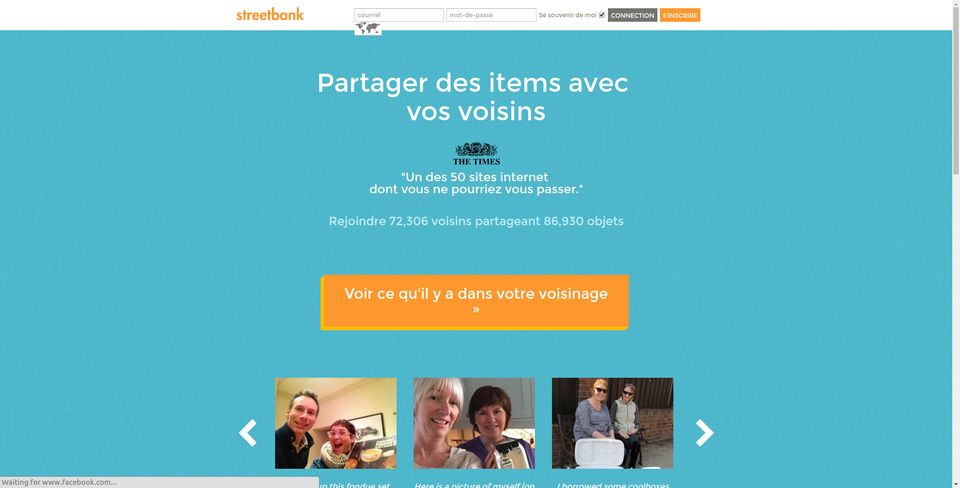 streetbank
courriel
mot-de-passe
Se souvenir de moi
CONNECTION
S'INSCRIRE
Partager des items avec
vos voisins
THE TIMES
"Un des 50 sites internet
dont vous ne pourriez vous passer."
Rejoindre 72,306 voisins partageant 86,930 objets
Voir ce qu'il y a dans votre voisinage
»
this fondue set
Here is a picture of myself (on
I borrowed some coolboxes
Waiting for www.facebook.com...